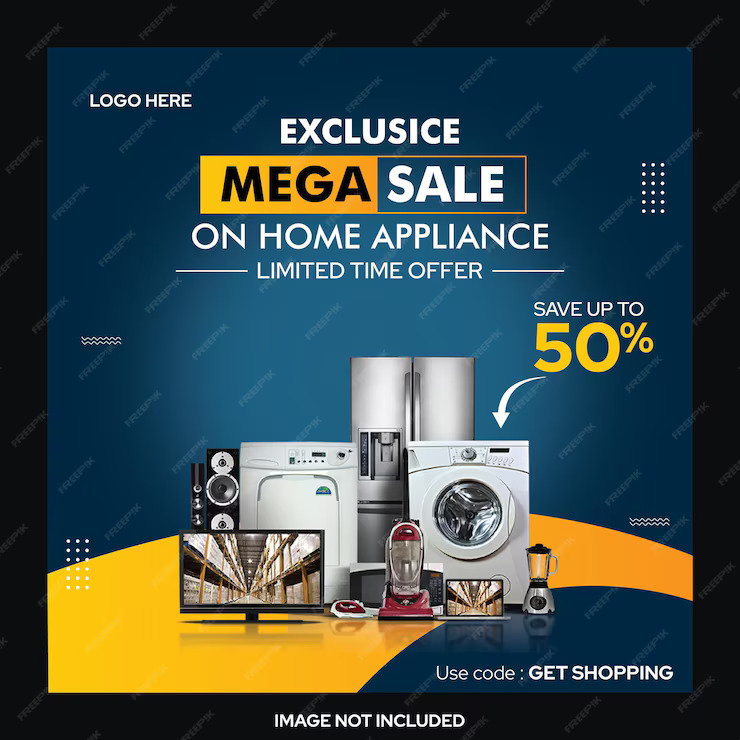 LOGO HERE
EXCLUSICE
MEGA SALE
ON HOME APPLIANCE
LIMITED TIME OFFER
SAVE UP TO
50%
Use code : GET SHOPPING
IMAGE NOT INCLUDED
FREEPIK